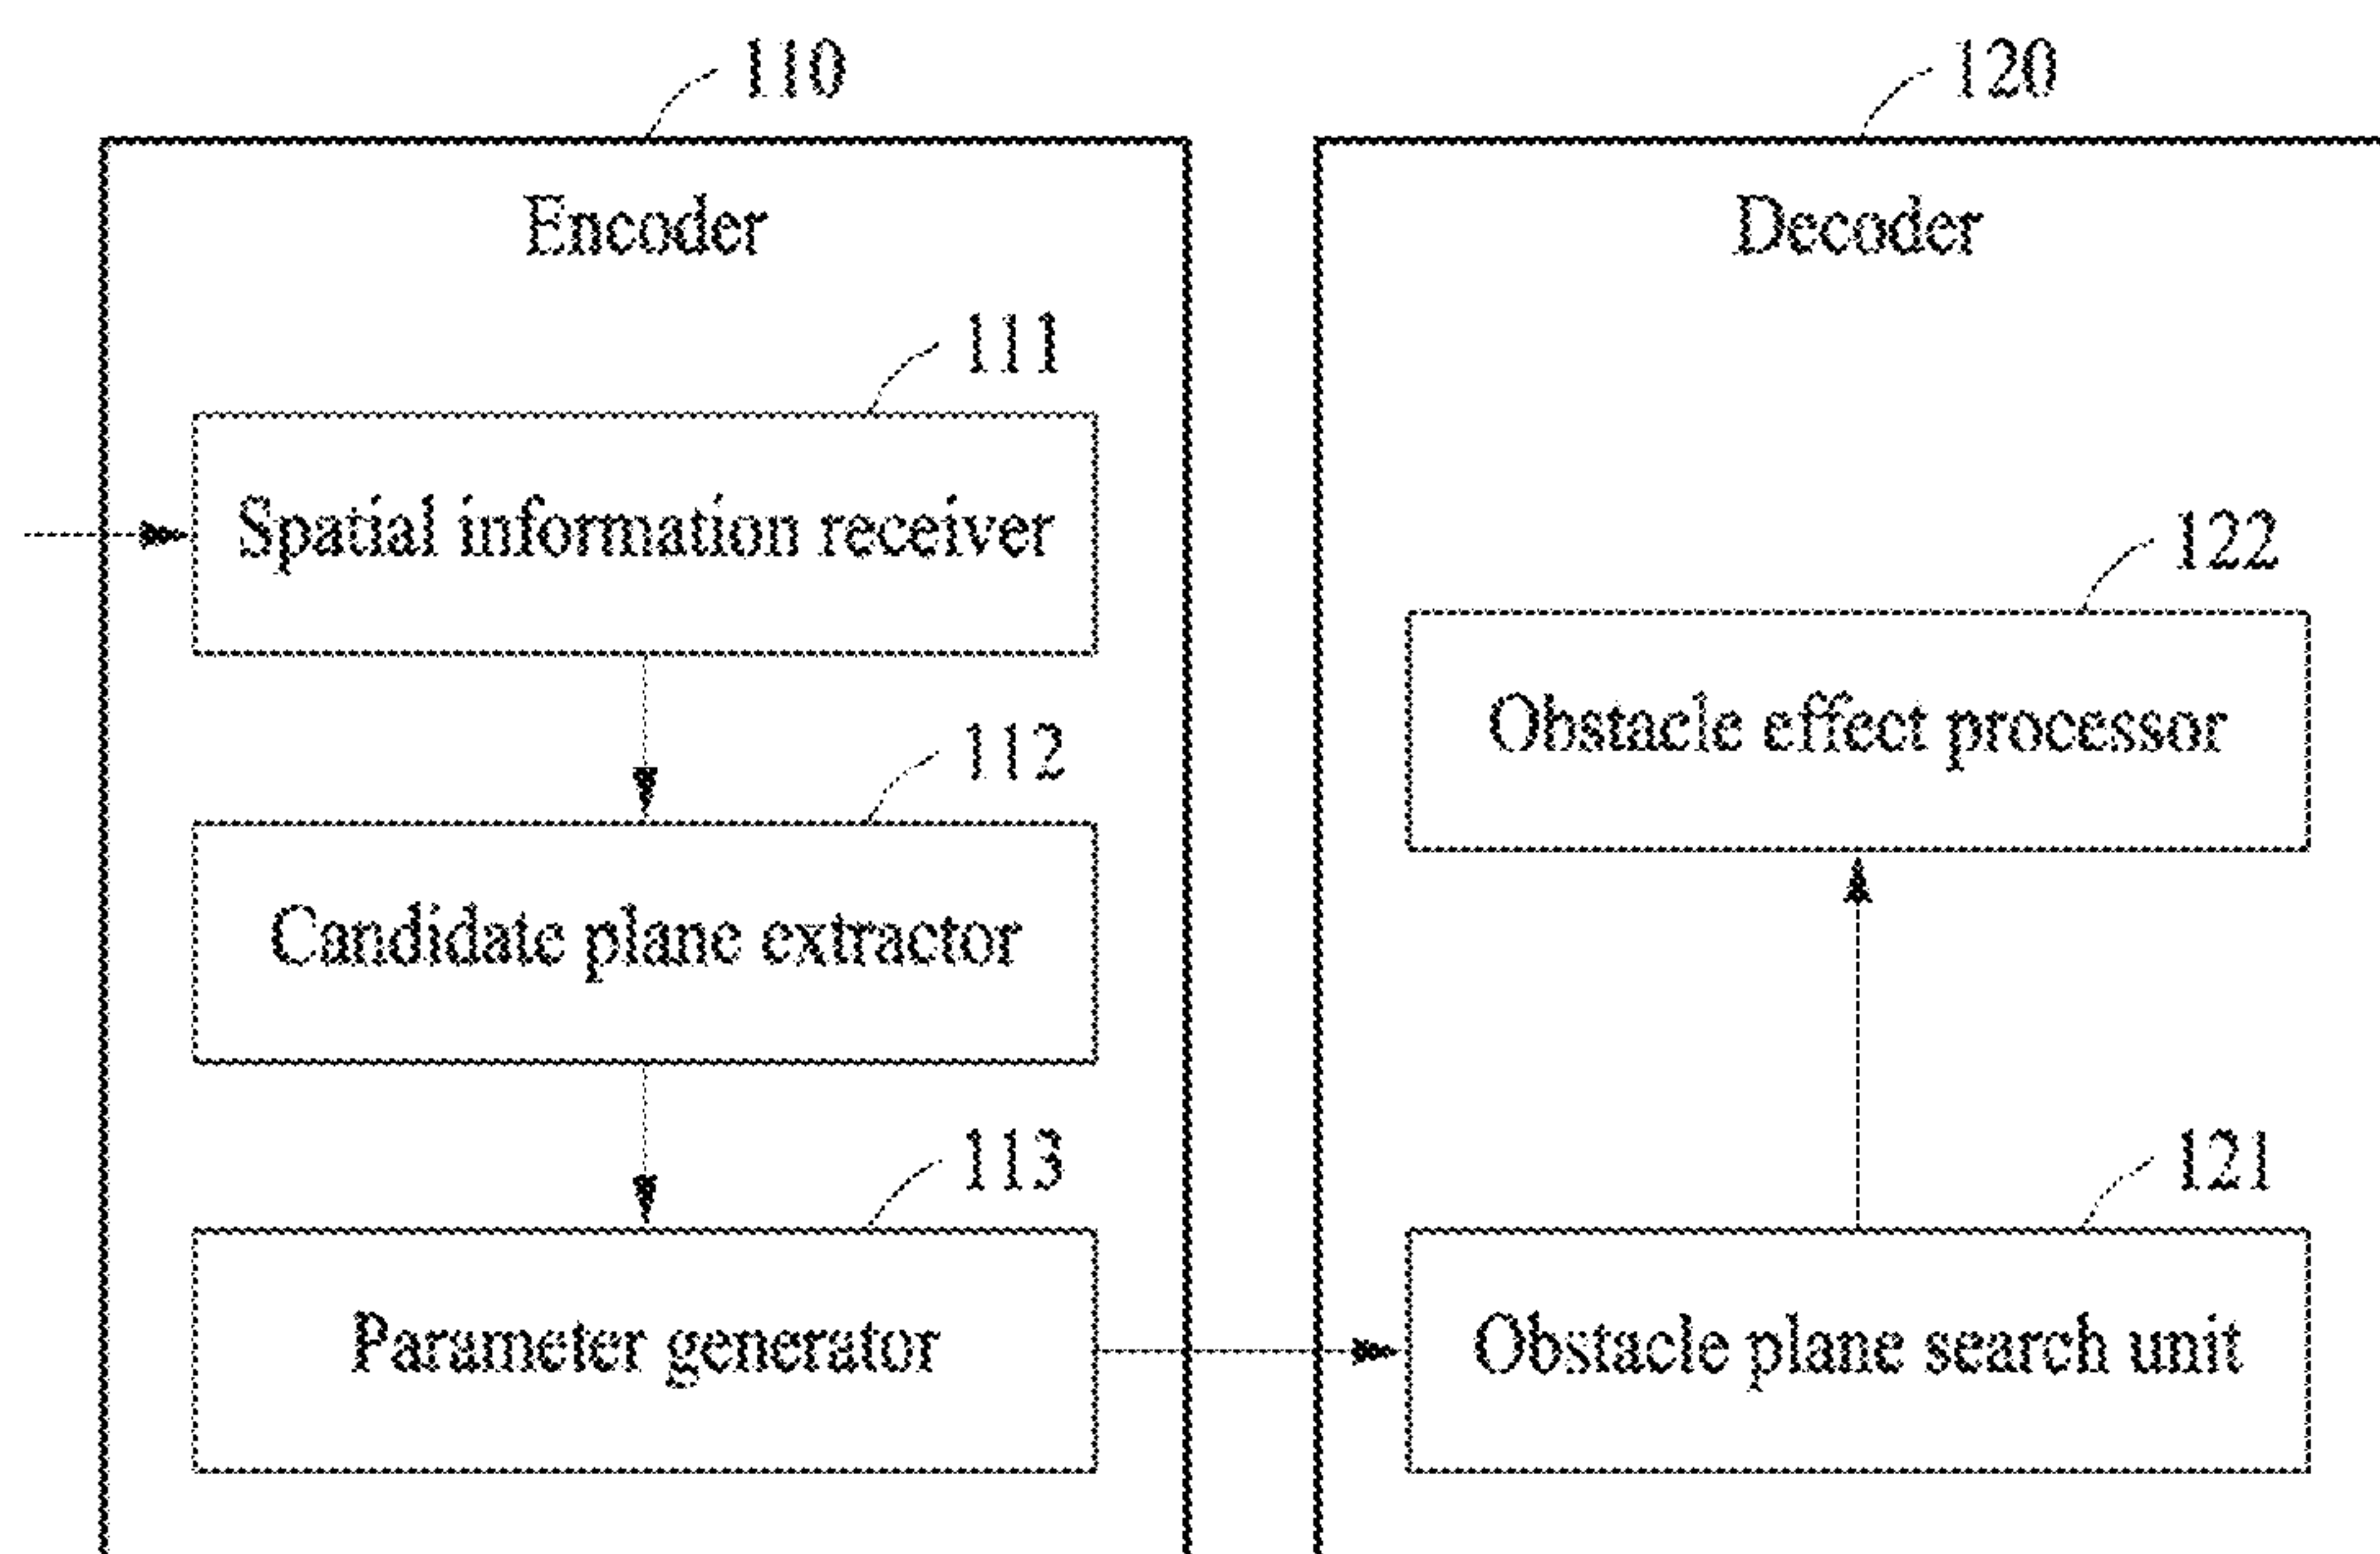 110
Encoder
111
Spatial information receiver
112
Candidate plane extractor
113
Parameter generator
120
Decoder
122
Obstacle effect processor
121
Obstacle plane search unit